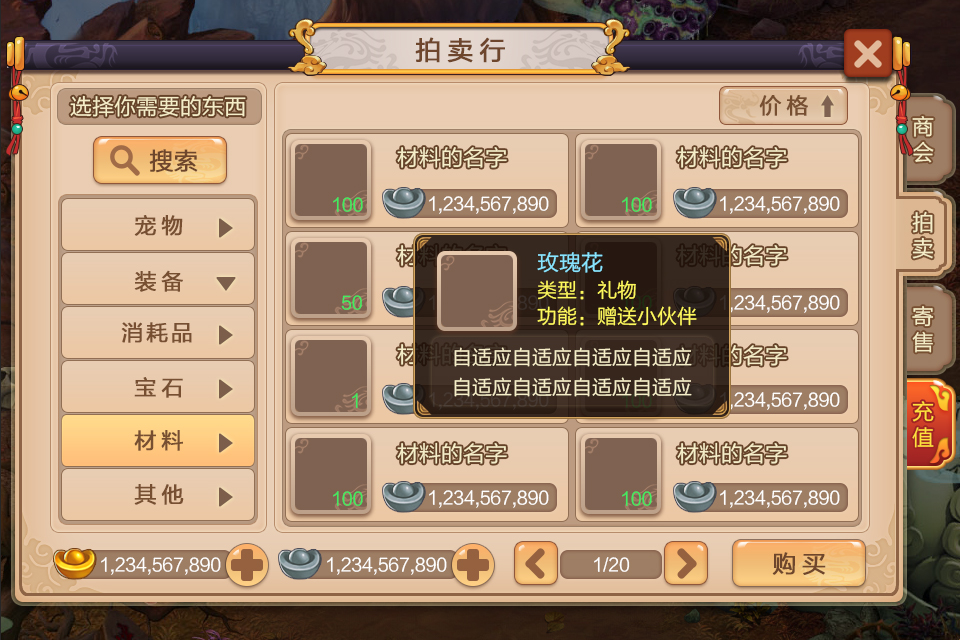 拍卖行
选择你需要的东西
搜索
宠物
装备
消耗品
宝石
材料
其他
价格
材料的名字
100
1,234,567,890
材料的名字
100
1,234,567,890
材
50
的名字
,234,567,890
材
1
的名字
,234,567,890
玫瑰花
类型：礼物
功能：赠送小伙伴
自适应自适应自适应自适应
自适应自适应自适应自适应
材料的名字
100
1,234,567,890
材料的名字
100
1,234,567,890
商会
拍卖
寄售
充值
1,234,567,890
1,234,567,890
1/20
购买